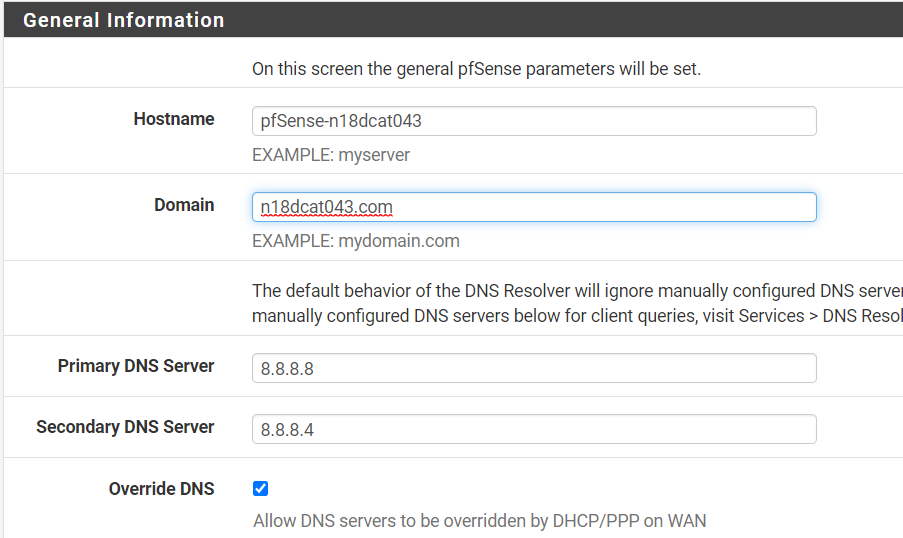 General Information
On this screen the general pfSense parameters will be set.
Hostname
pfSense-n18dcat043
EXAMPLE: myserver
Domain
n18dcat043.com
EXAMPLE: mydomain.com
The default behavior of the DNS Resolver will ignore manually configured DNS
manually configured DNS servers below for client queries, visit Services > DNS
Primary DNS Server
8.8.8.8
Secondary DNS Server
8.8.8.4
Override DNS
Allow DNS servers to be overridden by DHCP/PPP on WAN